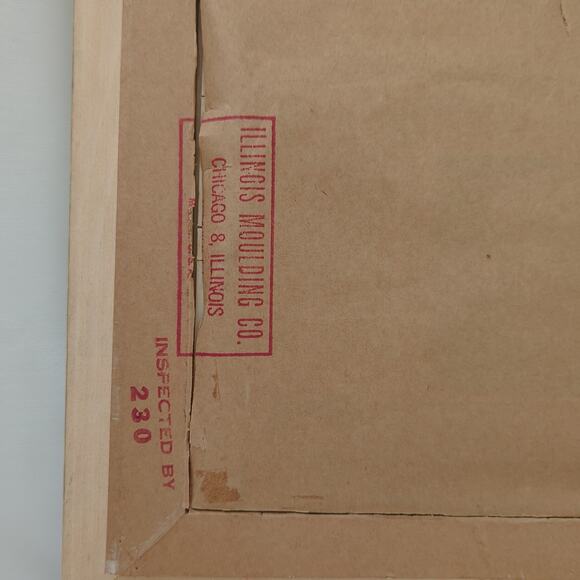 ILLINOIS MOULDING CO.
CHICAGO 8, ILLINOIS
INSPECTED BY
230